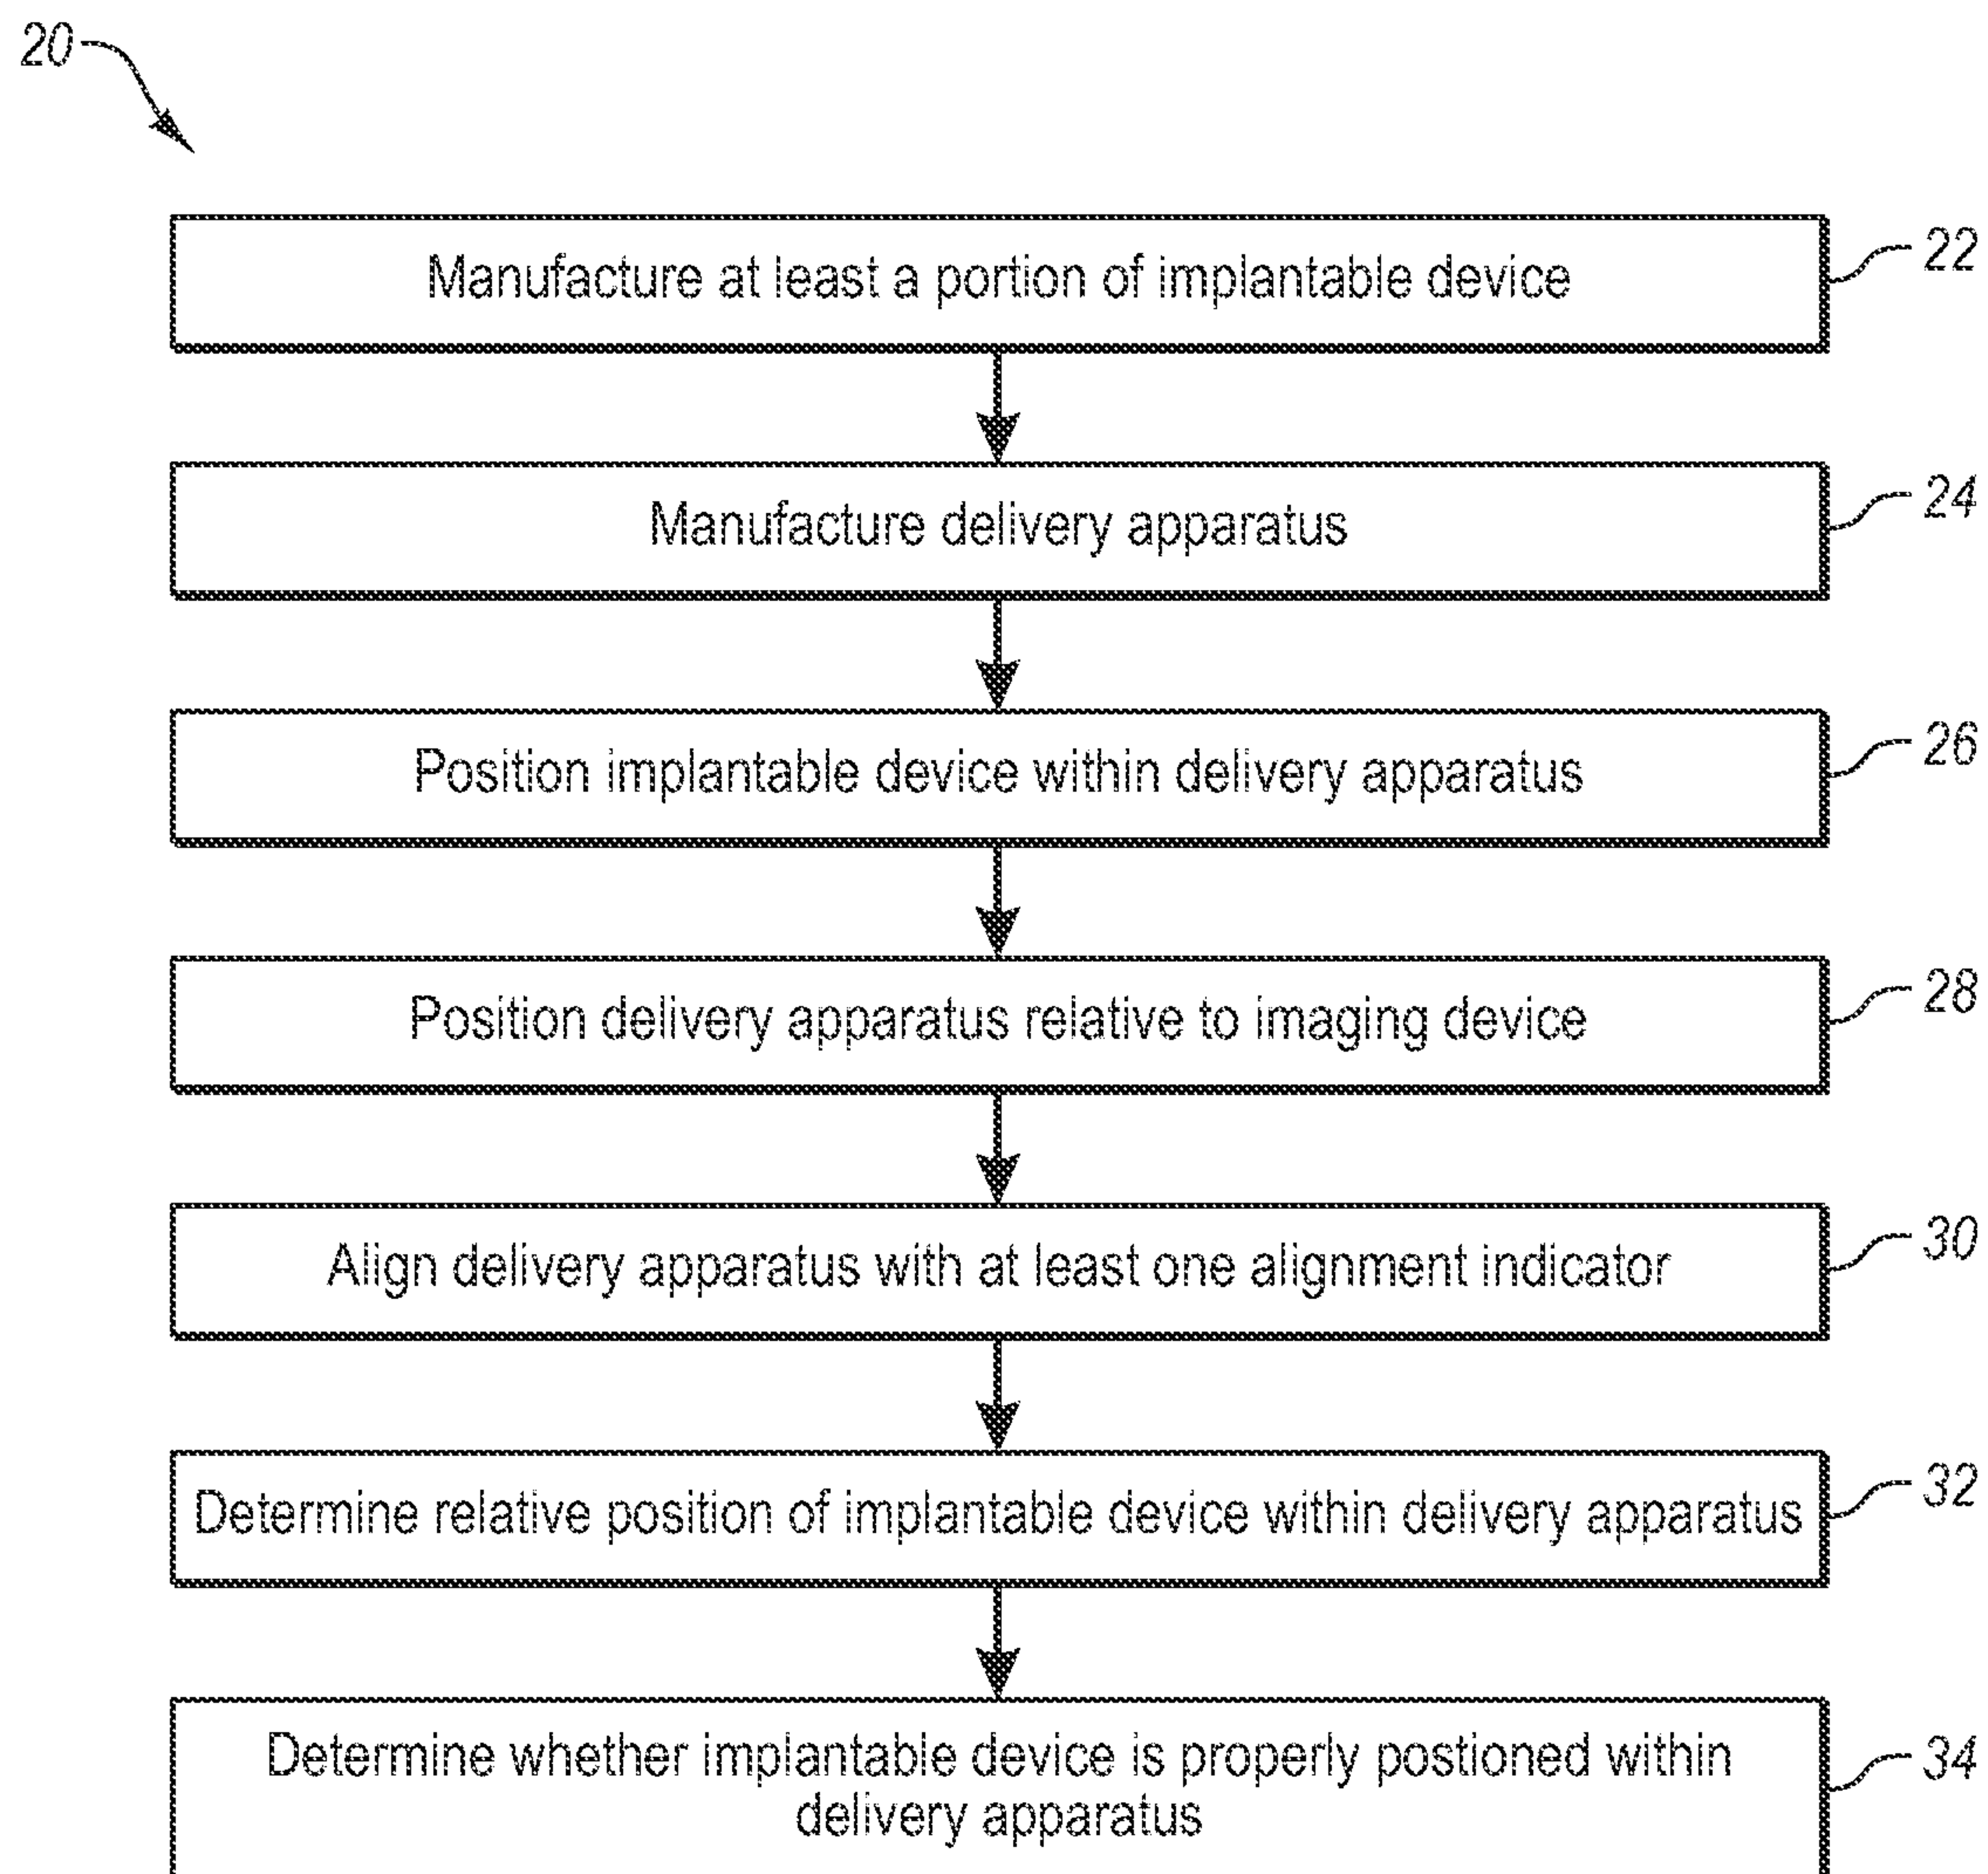 20
Manufacture at least a portion of implantable device
22
Manufacture delivery apparatus
24
Position implantable device within delivery apparatus
26
Position delivery apparatus relative to imaging device
28
Align delivery apparatus with at least one alignment indicator
30
Determine relative position of implantable device within delivery apparatus
32
Determine whether implantable device is properly postioned within
delivery apparatus
34